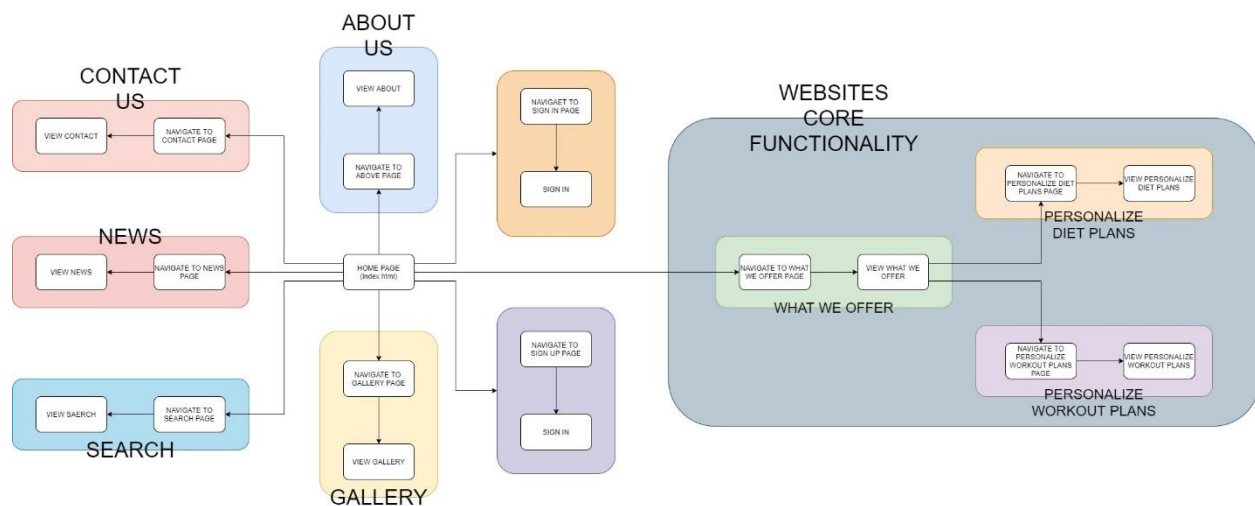 CONTACT
US
VIEW CONTACT
NAVIGATE TO
CONTACT PAGE
NEWS
VIEW NEWS
NAVIGATE TO NEWS
PAGE
VIEW SAERCH
NAVIGATE TO
SEARCH PAGE
SEARCH
ABOUT
US
VIEW ABOUT
NAVIGATE TO
ABOVE PAGE
HOME PAGE
(index.html)
NAVIGATE TO
GALLERY PAGE
VIEW GALLERY
GALLERY
NAVIGAET TO
SIGN IN PAGE
SIGN IN
NAVIGATE TO
SIGN UP PAGE
SIGN IN
WEBSITES
CORE
FUNCTIONALITY
NAVIGATE TO WHAT
WE OFFER PAGE
VIEW WHAT WE
OFFER
WHAT WE OFFER
NAVIGATE TO
PERSONALIZE DIET
PLANS PAGE
VIEW PERSONALIZE
DIET PLANS
PERSONALIZE
DIET PLANS
NAVIGATE TO
PERSONALIZE
WORKOUT PLANS
PAGE
VIEW PERSONALIZE
WORKOUT PLANS
PERSONALIZE
WORKOUT PLANS